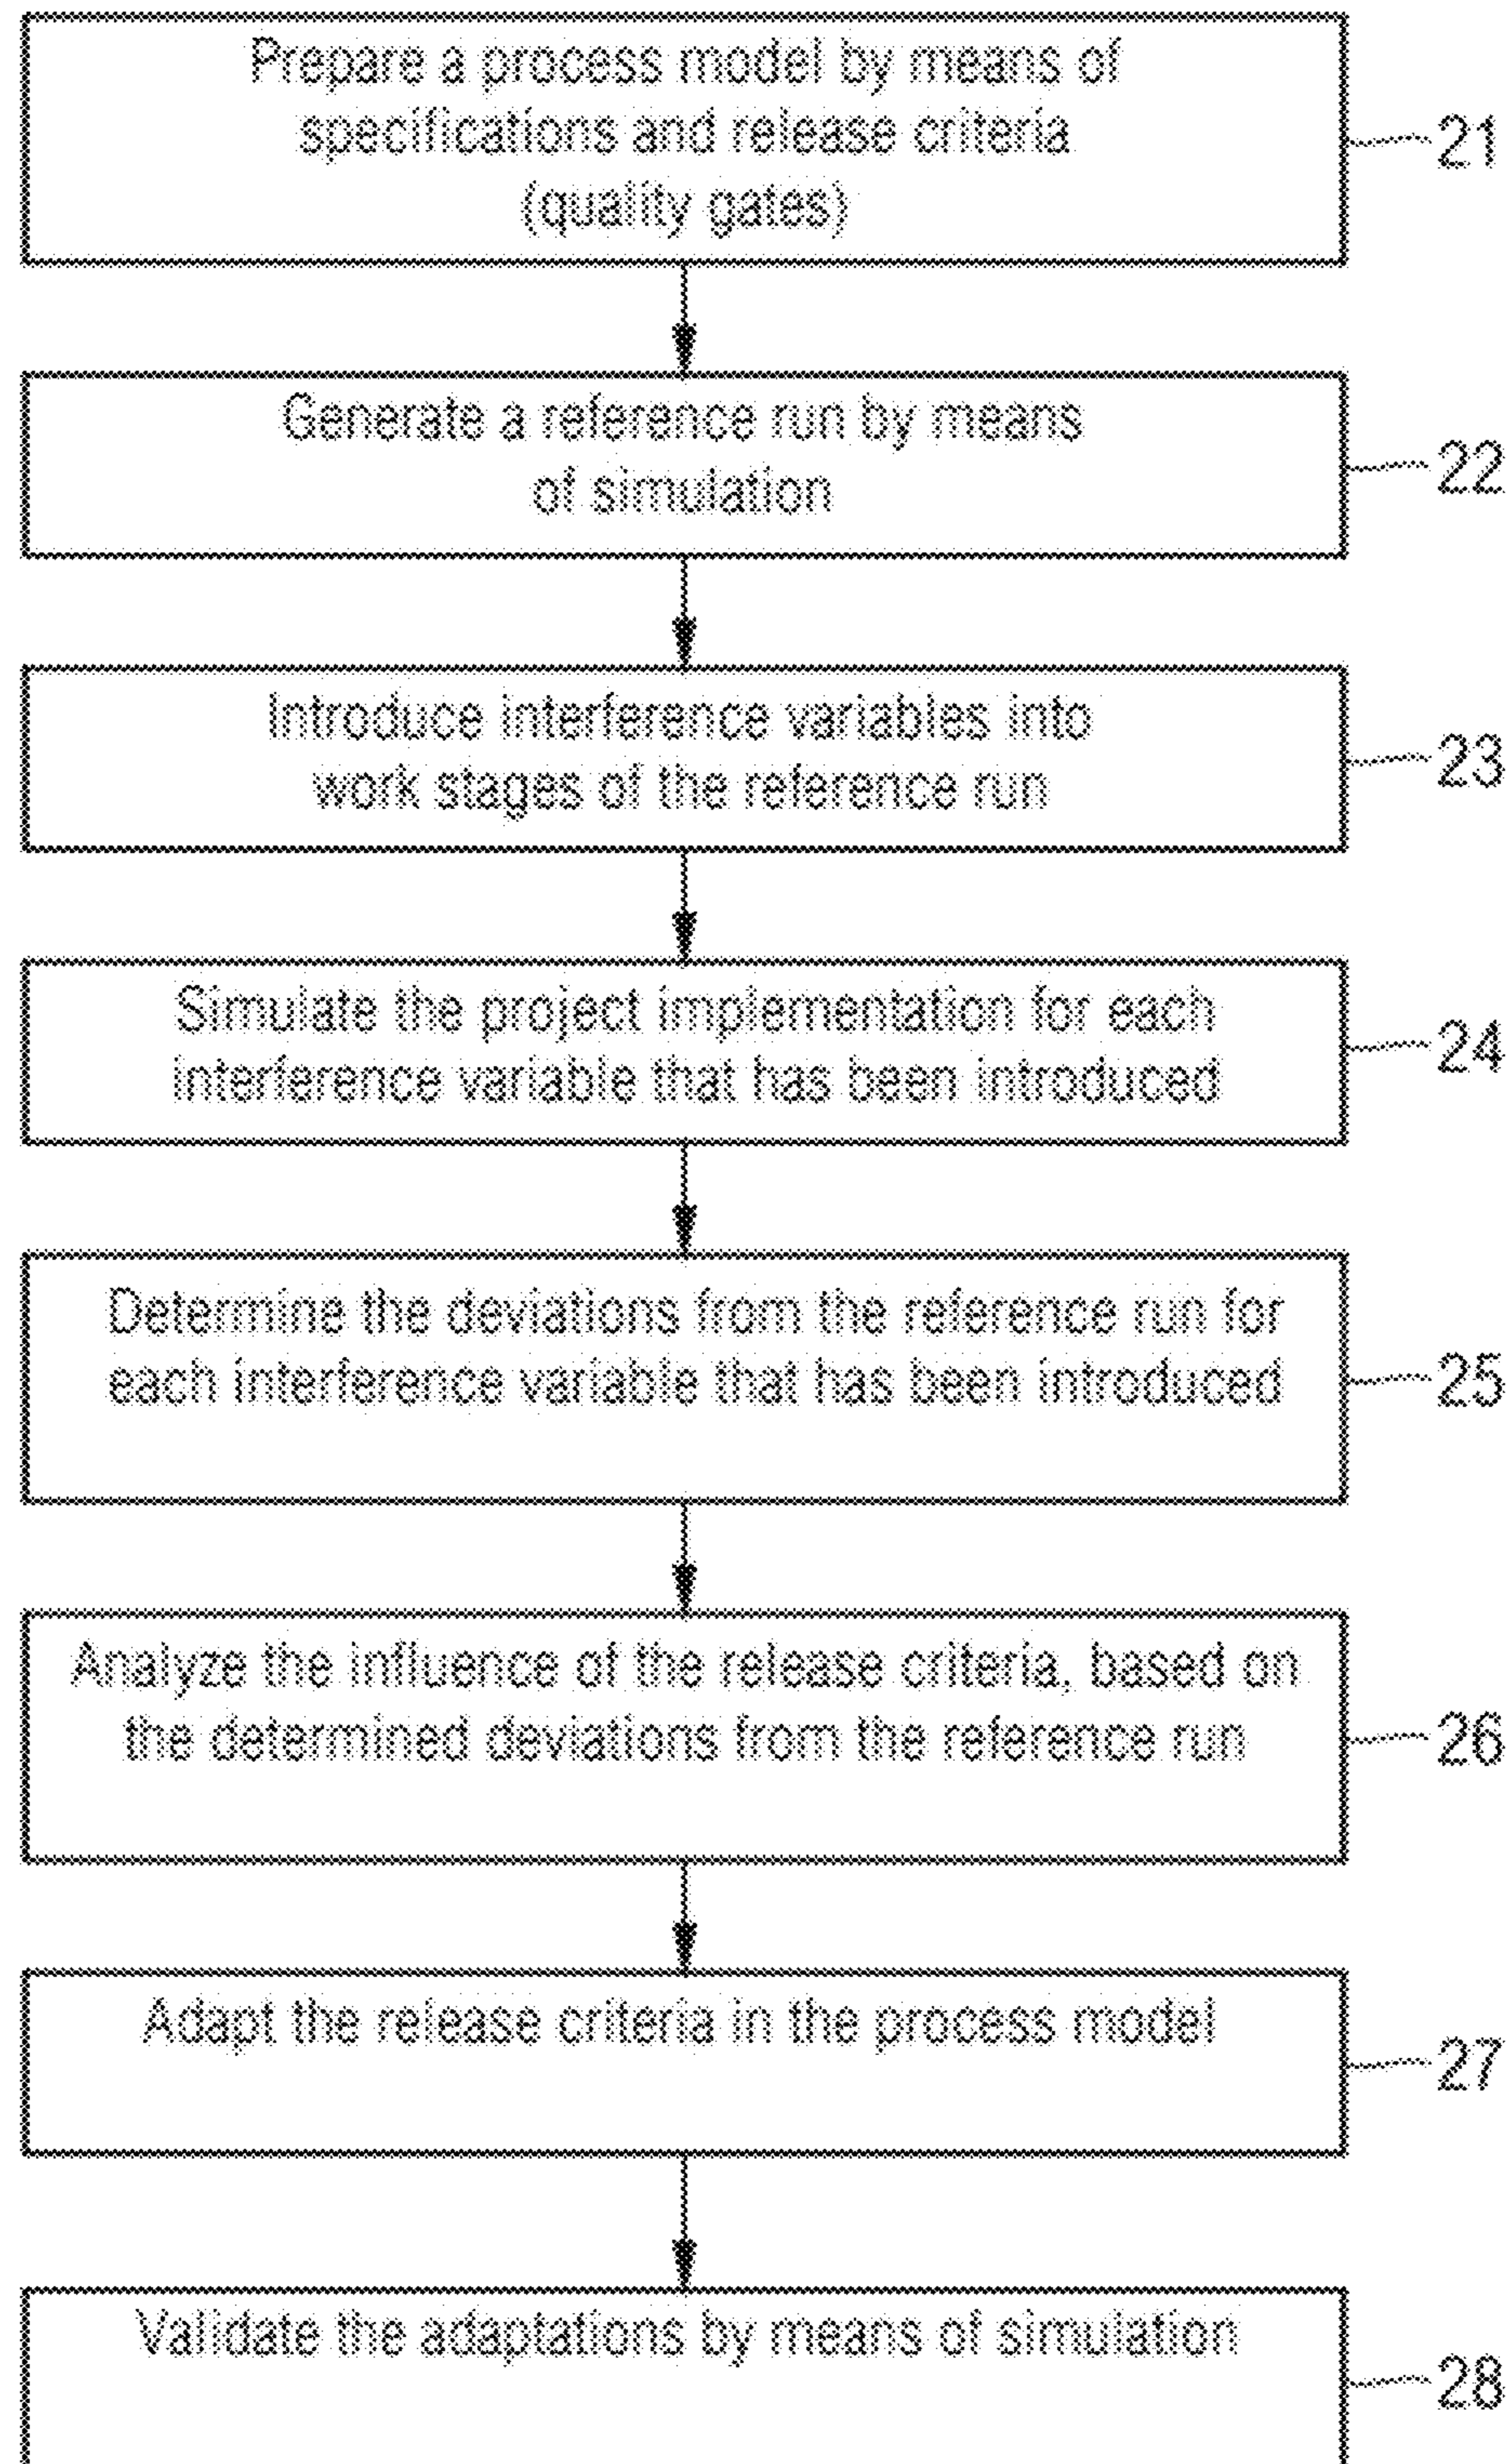 Prepare a process model by means of
specifications and release criteria
(quality gates)
21
Generate a reference run by means
of simulation
22
Introduce interference variables into
work stages of the reference run
23
Simulate the project implementation for each
interference variable that has been introduced
24
Determine the deviations from the reference run for
each interference variable that has been introduced
25
Analyze the influence of the release criteria, based on
the determined deviations from the reference run
26
Adapt the release criteria in the process model
27
Validate the adaptations by means of simulation
28